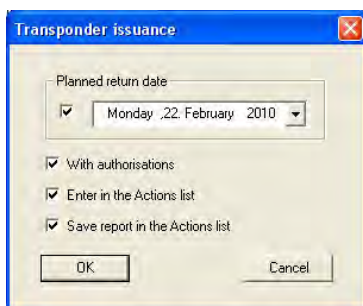 Transponder issuance
Planned return date
Monday ,22. February 2010
With authorisations
Enter in the Actions list
Save report in the Actions list
OK Cancel